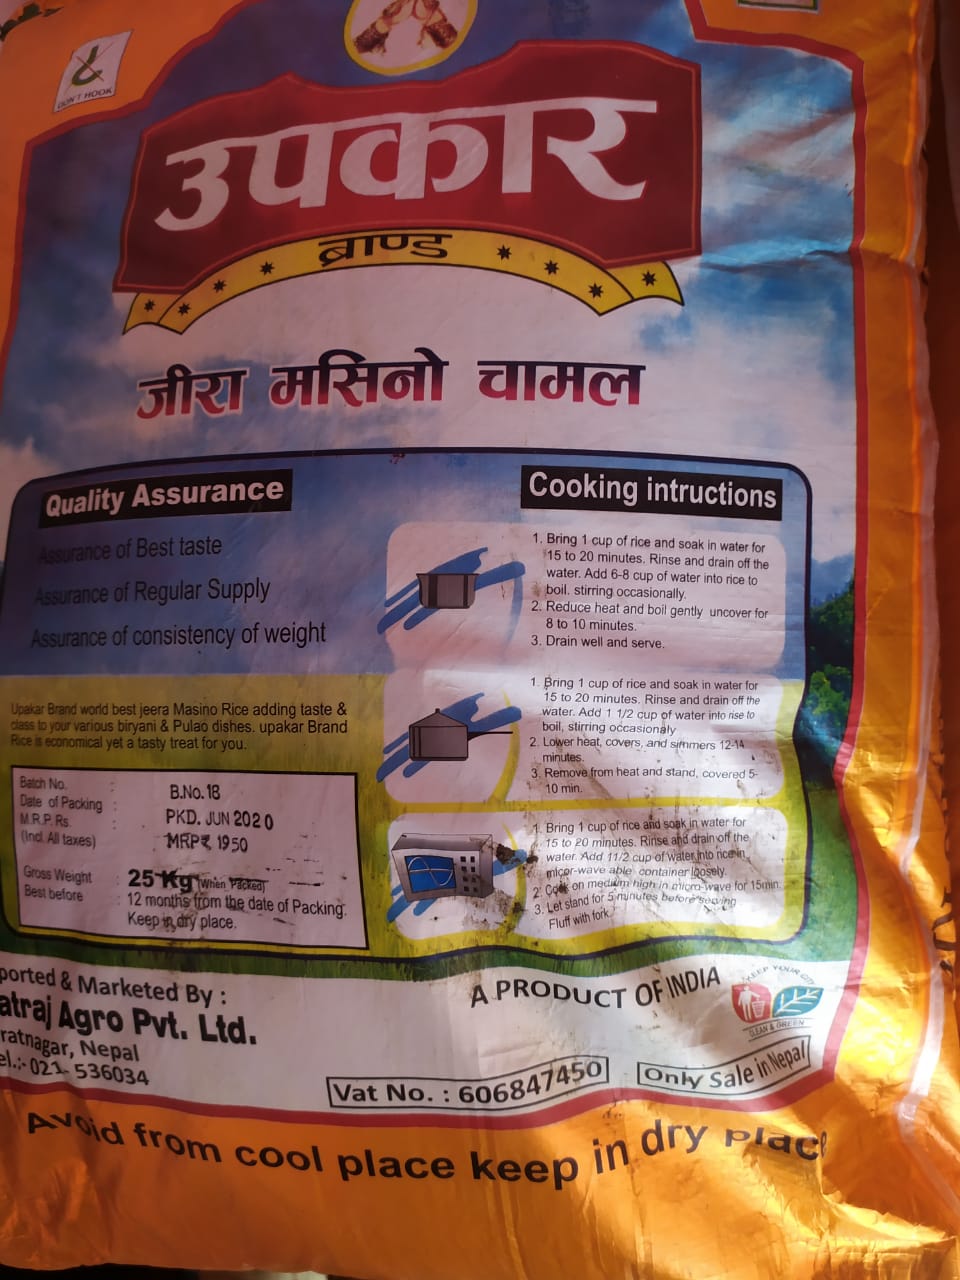 DON'T HOOK
उपकार
ब्राण्ड
जीरा मसिनो चामल
Quality Assurance
Assurance of Best taste
Assurance of Regular Supply
Assurance of consistency of weight
Upakar Brand world best jeera Masino Rice adding taste &
class to your various biryani & Pulao dishes. upakar Brand
Rice is economical yet a tasty treat for you.
Batch No. : B.No.18
Date of Packing : PKD. JUN 2020
M.R.P. Rs. : MRP₹ 1950
(Incl. All taxes)
Gross Weight : 25 Kg (When Packed)
Best before : 12 months from the date of Packing.
Keep in dry place.
Cooking intructions
1. Bring 1 cup of rice and soak in water for
15 to 20 minutes. Rinse and drain off the
water. Add 6-8 cup of water into rice to
boil. stirring occasionally.
2. Reduce heat and boil gently uncover for
8 to 10 minutes.
3. Drain well and serve.
1. Bring 1 cup of rice and soak in water for
15 to 20 minutes. Rinse and drain off the
water. Add 1 1/2 cup of water into rise to
boil, stirring occasionaly
2. Lower heat, covers, and simmers 12-14
minutes.
3. Remove from heat and stand, covered 5-
10 min.
1. Bring 1 cup of rice and soak in water for
15 to 20 minutes. Rinse and drain off the
water. Add 11/2 cup of water into rice in
micor-wave able container loosely.
2. Cook on medium high in micro-wave for 15min.
3. Let stand for 5 minutes before serving
Fluff with fork
ported & Marketed By :
atraj Agro Pvt. Ltd.
ratnagar, Nepal
el.:- 021- 536034
A PRODUCT OF INDIA
KEEP YOUR CITY
CLEAN & GREEN
Vat No. : 606847450
Only Sale in Nepal
Avoid from cool place keep in dry place